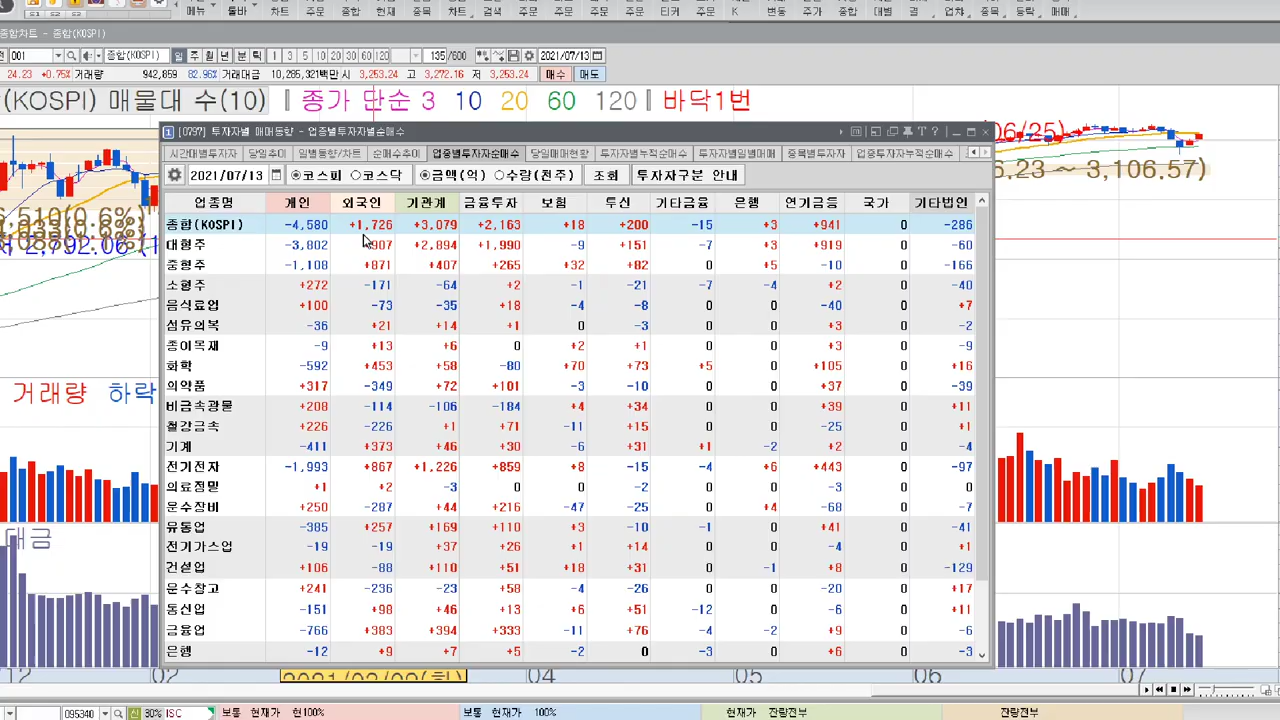 메뉴 툴바 차트 주문 종합 현재 종목 차트 검색 주문 주문 주문 티커 주문 K 변동 주가 종합 대별 결 업차 종목 등락 매매
종합차트 - 종합(KOSPI)
001 종합(KOSPI) 일 주 월 년 분 틱 1 3 5 10 20 30 60 120 135 /600 2021/07/13
24.23 +0.75% 거래량 942,859 82.96% 거래대금 10,285,321백만 시 3,253.24 고 3,272.16 저 3,253.24 매수 매도
(KOSPI) 매물대 수(10) 종가 단순 3 10 20 60 120 바닥1번
[0797] 투자자별 매매동향 - 업종별투자자별순매수
시간대별투자자 당일추이 일별동향/차트 순매수추이 업종별투자자순매수 당일매매현황 투자자별누적순매수 투자자별일별매매 종목별투자자 업종투자자누적순매수
2021/07/13 코스피 코스닥 금액(억) 수량(천주) 조회 투자자구분 안내
업종명 개인 외국인 기관계 금융투자 보험 투신 기타금융 은행 연기금등 국가 기타법인
종합(KOSPI) -4,580 +1,726 +3,079 +2,163 +18 +200 -15 +3 +941 0 -286
대형주 -3,802 +907 +2,894 +1,990 -9 +151 -7 +3 +919 0 -60
중형주 -1,108 +871 +407 +265 +32 +82 0 +5 -10 0 -166
소형주 +272 -171 -64 +2 -1 -21 -7 -4 +2 0 -40
음식료업 +100 -73 -35 +18 -4 -8 0 0 -40 0 +7
섬유의복 -36 +21 +14 +1 0 -3 0 0 +3 0 -2
종이목재 -9 +13 +6 0 +2 +1 0 0 +3 0 -9
화학 -592 +453 +58 -80 +70 +73 +5 0 +105 0 +16
의약품 +317 -349 +72 +101 -3 -10 0 0 +37 0 -39
비금속광물 +208 -114 -106 -184 +4 +34 0 0 +39 0 +11
철강금속 +226 -226 +1 +71 -11 +15 0 0 -25 0 +1
기계 -411 +373 +46 +30 -6 +31 +1 -2 +2 0 -4
전기전자 -1,993 +867 +1,226 +859 +8 -15 -4 +6 +443 0 -97
의료정밀 +1 +2 -3 0 0 -2 0 0 -3 0 0
운수장비 +250 -287 +44 +216 -47 -25 0 +4 -68 0 -7
유통업 -385 +257 +169 +110 +3 -10 -1 0 +41 0 -41
전기가스업 -19 -19 +37 +26 +1 +14 0 0 -4 0 +1
건설업 +106 -88 +110 +51 +18 +31 0 -1 +8 0 -129
운수창고 +241 -236 -23 +58 -4 -26 0 0 -20 0 +17
통신업 -151 +98 +46 +13 +6 +51 -12 0 -6 0 +11
금융업 -766 +383 +394 +333 -11 +76 -4 -2 +9 0 -6
은행 -12 +9 +7 +5 -2 0 -3 0 +6 0 -3
06/25)
6.23 ~ 3,106.57)
2,792.06 (11
거래량 하락
대금
02 04 05 06 07
095340 신 30% ISC 보통 현재가 현100% 보통 현재가 100% 현재가 잔량전부 잔량전부